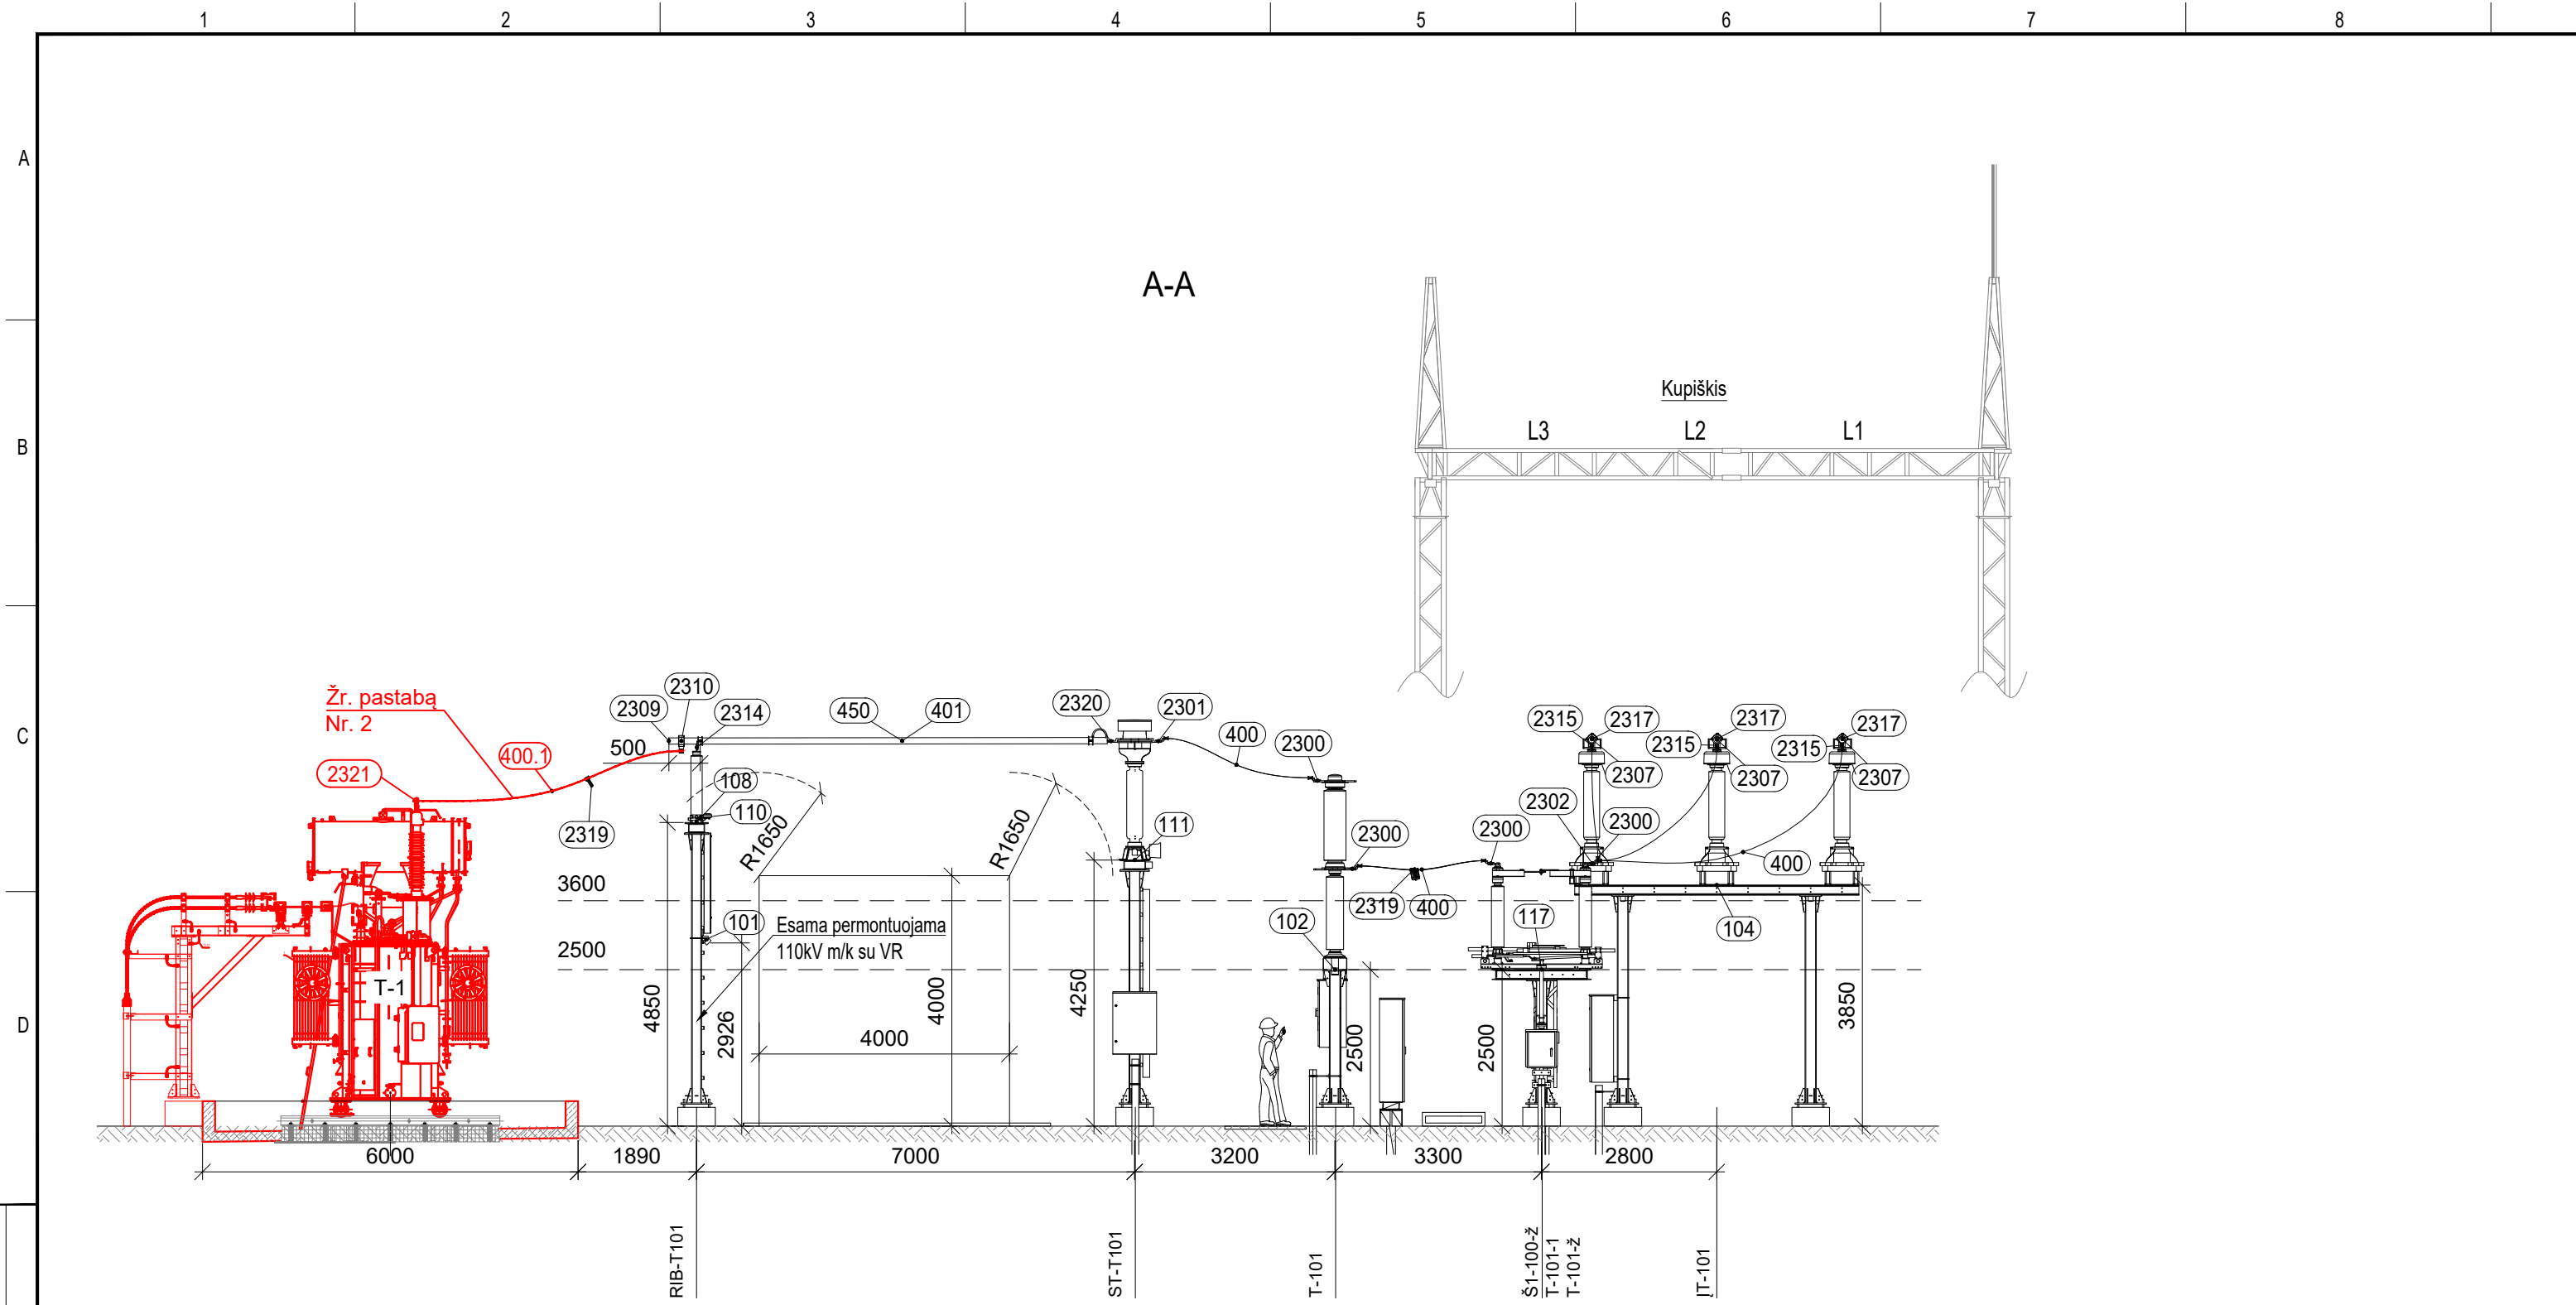 1 2 3 4 5 6 7 8
A
A-A
Kupiškis
B
L3 L2 L1
Žr. pastabą
Nr. 2
2309
2310
2314
450
401
2320
2301
400
2300
2315
2317
2315
2317
2315
2317
C
500
400.1
2321
2319
108
110
R1650
R1650
111
2307
2307
2307
2302
2300
2300
2300
400
2319
400
3600
101
Esama permontuojama
110kV m/k su VR
102
117
104
2500
T-1
4850
2926
4000
4000
4250
2500
2500
3850
D
6000
1890
7000
3200
3300
2800
RIB-T101
ST-T101
T-101
Š1-100-ž
T-101-1
T-101-ž
ĮT-101